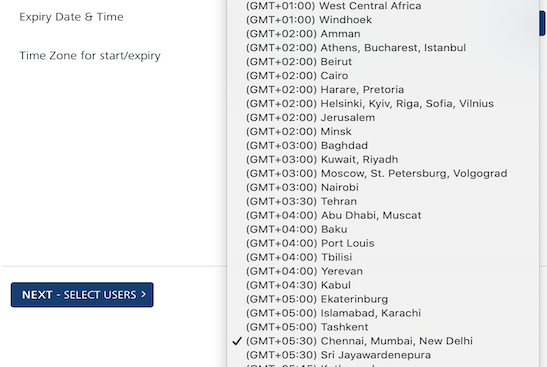 Expiry Date & Time
Time Zone for start/expiry
NEXT - SELECT USERS >
(GMT+01:00) West Central Africa
(GMT+01:00) Windhoek
(GMT+02:00) Amman
(GMT+02:00) Athens, Bucharest, Istanbul
(GMT+02:00) Beirut
(GMT+02:00) Cairo
(GMT+02:00) Harare, Pretoria
(GMT+02:00) Helsinki, Kyiv, Riga, Sofia, Vilnius
(GMT+02:00) Jerusalem
(GMT+02:00) Minsk
(GMT+03:00) Baghdad
(GMT+03:00) Kuwait, Riyadh
(GMT+03:00) Moscow, St. Petersburg, Volgograd
(GMT+03:00) Nairobi
(GMT+03:30) Tehran
(GMT+04:00) Abu Dhabi, Muscat
(GMT+04:00) Baku
(GMT+04:00) Port Louis
(GMT+04:00) Tbilisi
(GMT+04:00) Yerevan
(GMT+04:30) Kabul
(GMT+05:00) Ekaterinburg
(GMT+05:00) Islamabad, Karachi
(GMT+05:00) Tashkent
✓ (GMT+05:30) Chennai, Mumbai, New Delhi
(GMT+05:30) Sri Jayawardenepura